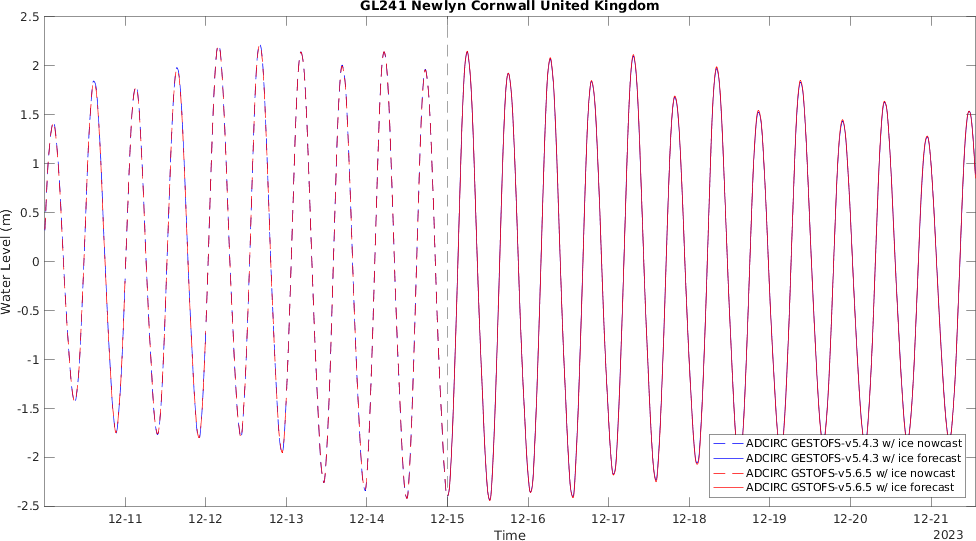 GL241 Newlyn Cornwall United Kingdom
2.5
2
1.5
1
0.5
0
-0.5
-1
-1.5
-2
-2.5
Water Level (m)
ADCIRC GESTOFS-v5.4.3 w/ ice nowcast
ADCIRC GESTOFS-v5.4.3 w/ ice forecast
ADCIRC GSTOFS-v5.6.5 w/ ice nowcast
ADCIRC GSTOFS-v5.6.5 w/ ice forecast
12-11 12-12 12-13 12-14 12-15 12-16 12-17 12-18 12-19 12-20 12-21
Time
2023